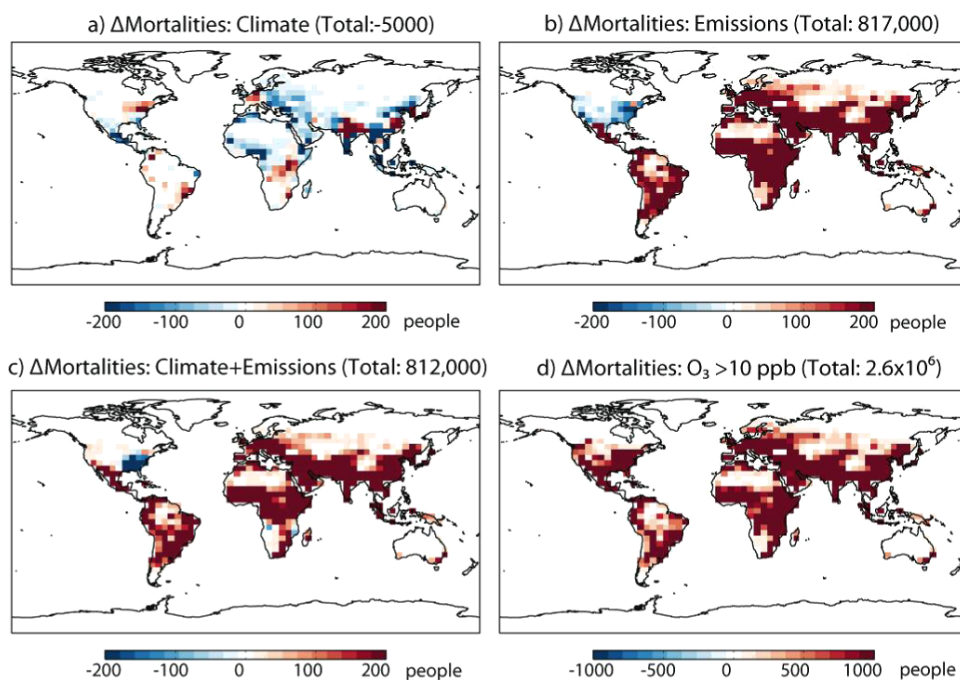 a) ΔMortalities: Climate (Total:-5000)
b) ΔMortalities: Emissions (Total: 817,000)
-200 -100 0 100 200 people
-200 -100 0 100 200 people
c) ΔMortalities: Climate+Emissions (Total: 812,000)
d) ΔMortalities: O₃ >10 ppb (Total: 2.6x10⁶)
-200 -100 0 100 200 people
-1000 -500 0 500 1000 people